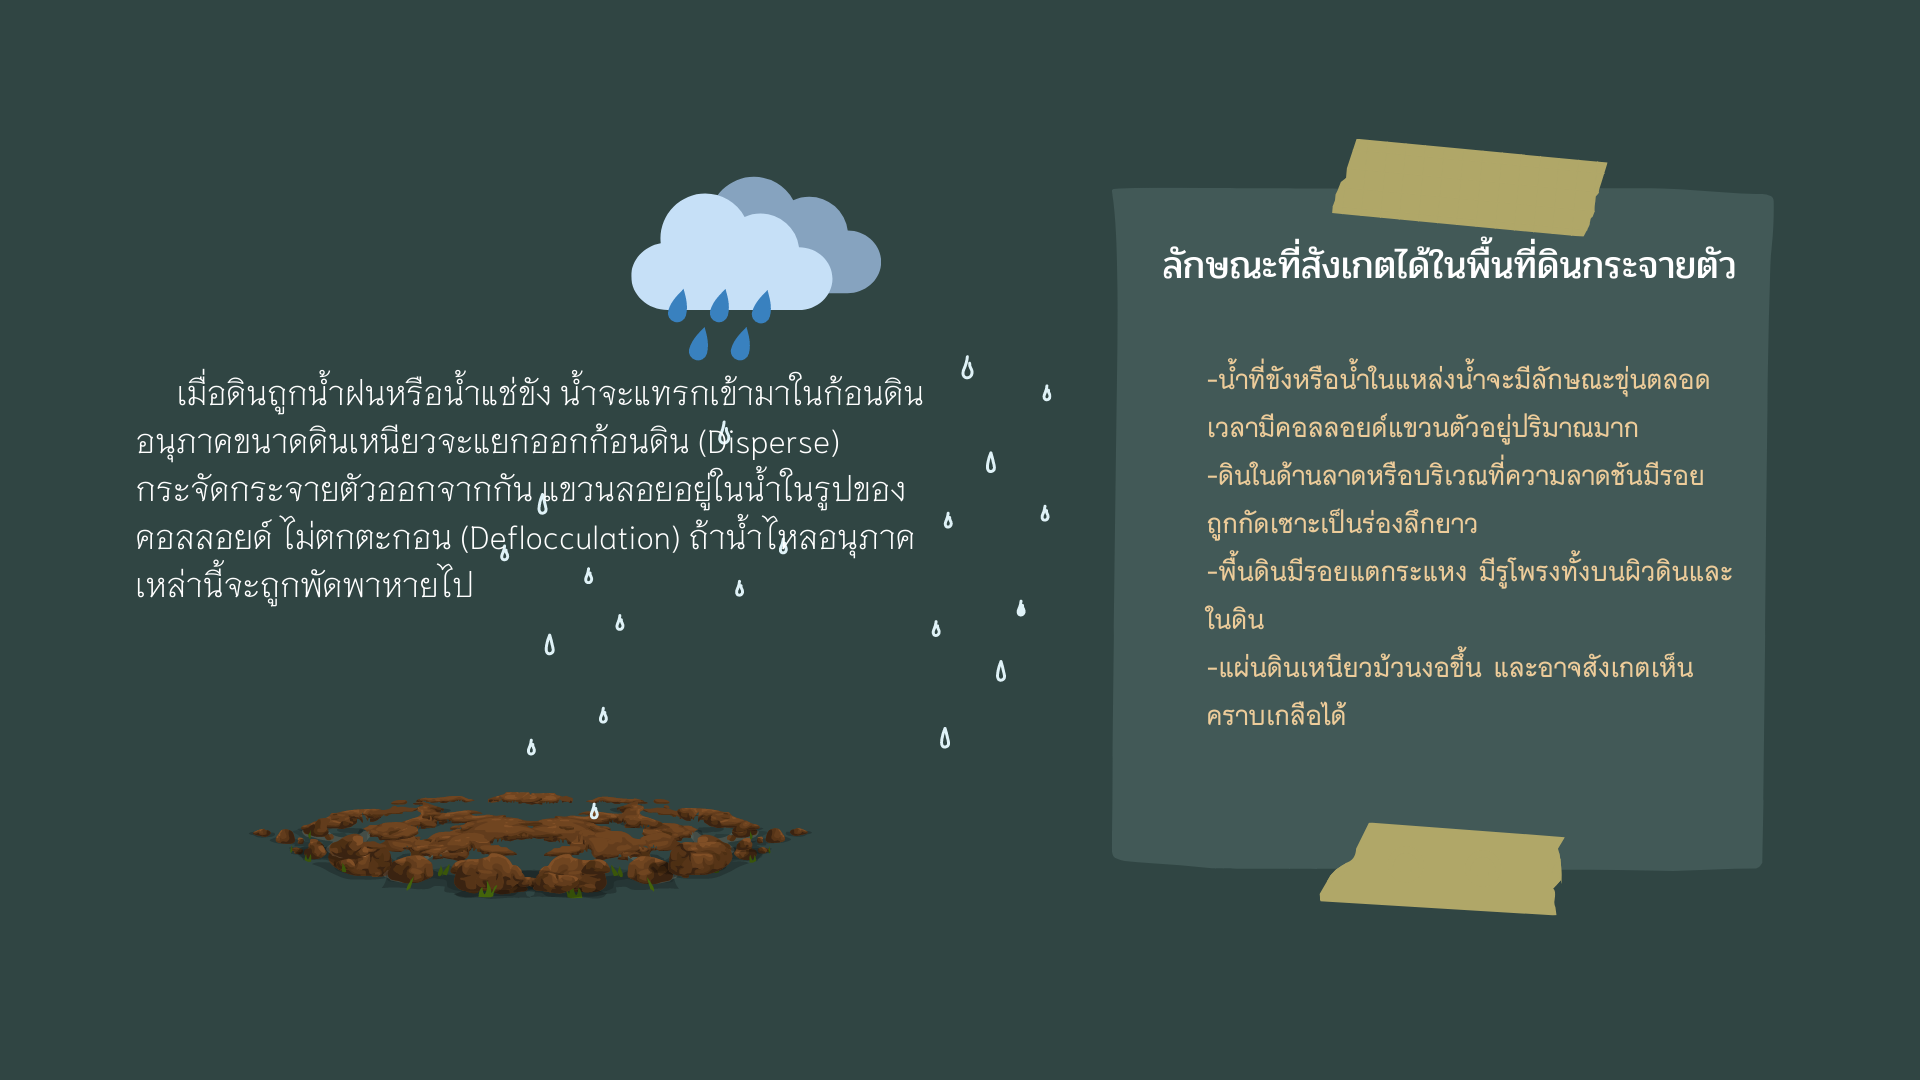 เมื่อดินถูกน้ำฝนหรือน้ำแช่ขัง น้ำจะแทรกเข้ามาในก้อนดิน
อนุภาคขนาดดินเหนียวจะแยกออกก้อนดิน (Disperse)
กระจัดกระจายตัวออกจากกัน แขวนลอยอยู่ในน้ำในรูปของ
คอลลอยด์ ไม่ตกตะกอน (Deflocculation) ถ้าน้ำไหลอนุภาค
เหล่านี้จะถูกพัดพาหายไป
ลักษณะที่สังเกตได้ในพื้นที่ดินกระจายตัว
-น้ำที่ขังหรือน้ำในแหล่งน้ำจะมีลักษณะขุ่นตลอด
เวลามีคอลลอยด์แขวนตัวอยู่ปริมาณมาก
-ดินในด้านลาดหรือบริเวณที่ความลาดชันมีรอย
ถูกกัดเซาะเป็นร่องลึกยาว
-พื้นดินมีรอยแตกระแหง มีรูโพรงทั้งบนผิวดินและ
ในดิน
-แผ่นดินเหนียวม้วนงอขึ้น และอาจสังเกตเห็น
คราบเกลือได้